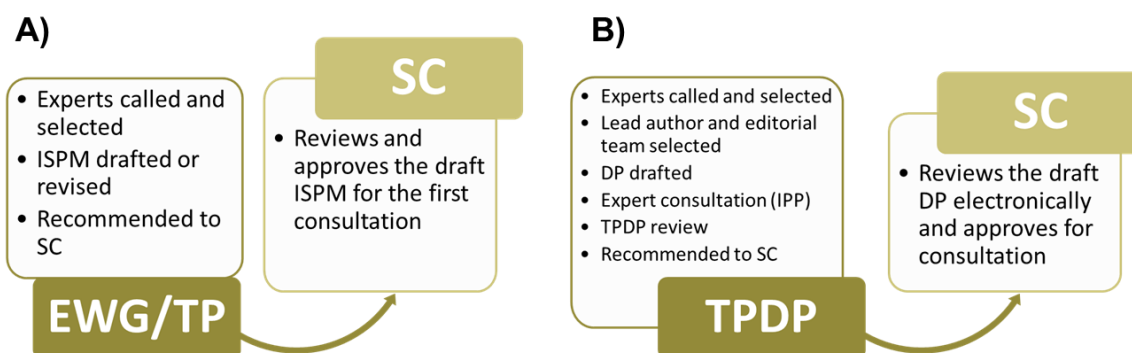 A)
SC
• Experts called and
selected
• ISPM drafted or
revised
• Recommended to
SC
• Reviews and
approves the draft
ISPM for the first
consultation
EWG/TP
B)
SC
• Experts called and selected
• Lead author and editorial
team selected
• DP drafted
• Expert consultation (IPP)
• TPDP review
• Recommended to SC
• Reviews the draft
DP electronically
and approves for
consultation
TPDP